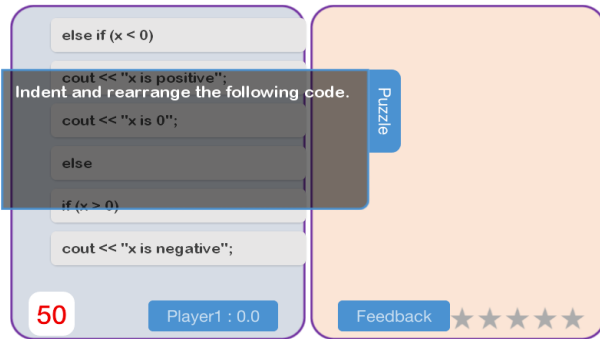 else if (x < 0)
cout << "x is positive";
Indent and rearrange the following code.
cout << "x is 0";
else
if (x > 0)
cout << "x is negative";
Puzzle
50
Player1 : 0.0
Feedback